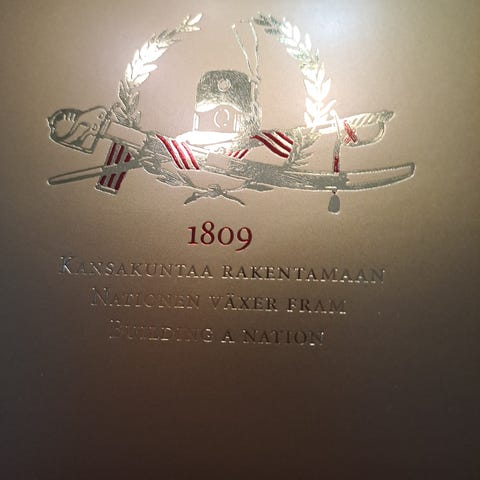 1809
KANSAKUNTAA RAKENTAMAAN
NATIONEN VÄXER FRAM
BUILDING A NATION